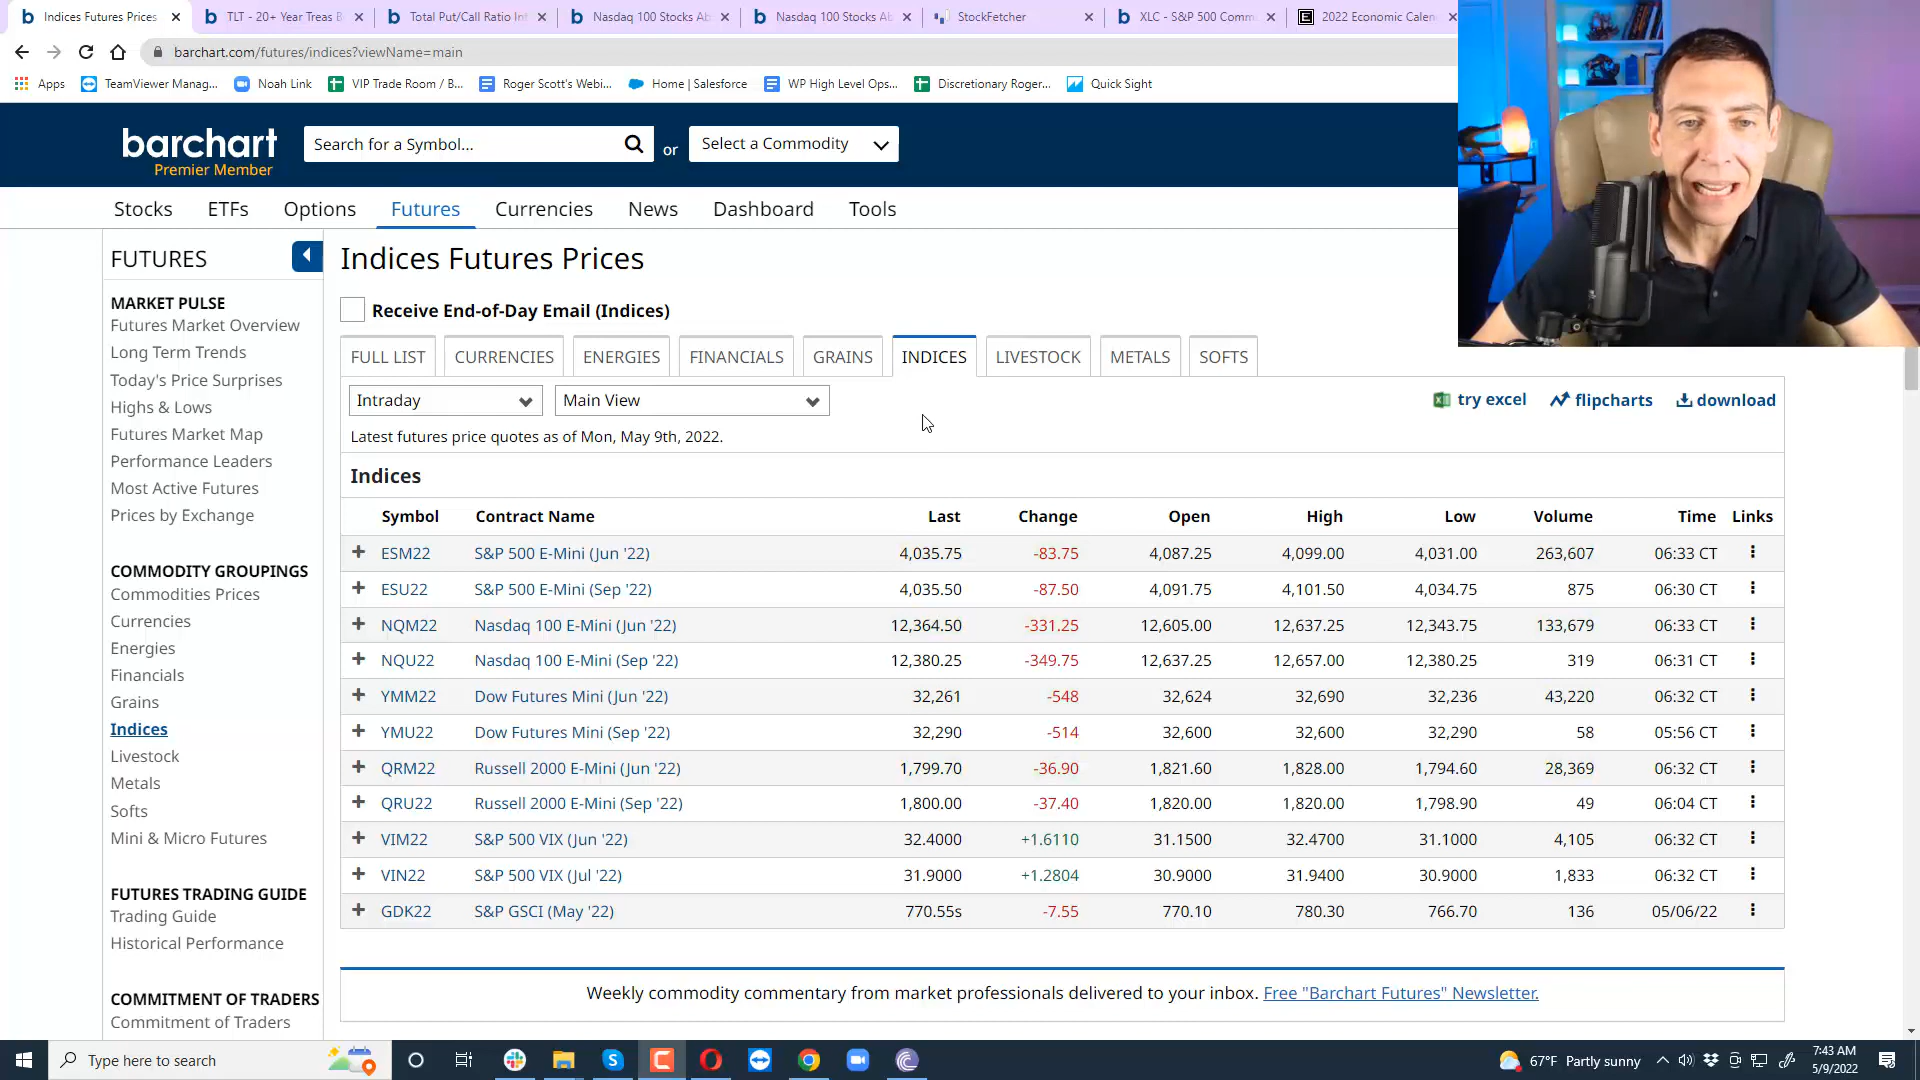 Indices Futures Prices
TLT - 20+ Year Treas B
Total Put/Call Ratio Int
Nasdaq 100 Stocks Ab
Nasdaq 100 Stocks Ab
StockFetcher
XLC - S&P 500 Comm
2022 Economic Calen
barchart.com/futures/indices?viewName=main
Apps
TeamViewer Manag...
Noah Link
VIP Trade Room / B...
Roger Scott's Webi...
Home | Salesforce
WP High Level Ops...
Discretionary Roger...
Quick Sight
barchart
Premier Member
Search for a Symbol...
or
Select a Commodity
Stocks ETFs Options Futures Currencies News Dashboard Tools
FUTURES
MARKET PULSE
Futures Market Overview
Long Term Trends
Today's Price Surprises
Highs & Lows
Futures Market Map
Performance Leaders
Most Active Futures
Prices by Exchange
COMMODITY GROUPINGS
Commodities Prices
Currencies
Energies
Financials
Grains
Indices
Livestock
Metals
Softs
Mini & Micro Futures
FUTURES TRADING GUIDE
Trading Guide
Historical Performance
COMMITMENT OF TRADERS
Commitment of Traders
Indices Futures Prices
Receive End-of-Day Email (Indices)
FULL LIST CURRENCIES ENERGIES FINANCIALS GRAINS INDICES LIVESTOCK METALS SOFTS
Intraday
Main View
try excel flipcharts download
Latest futures price quotes as of Mon, May 9th, 2022.
Indices
Symbol Contract Name Last Change Open High Low Volume Time Links
+ ESM22 S&P 500 E-Mini (Jun '22) 4,035.75 -83.75 4,087.25 4,099.00 4,031.00 263,607 06:33 CT
+ ESU22 S&P 500 E-Mini (Sep '22) 4,035.50 -87.50 4,091.75 4,101.50 4,034.75 875 06:30 CT
+ NQM22 Nasdaq 100 E-Mini (Jun '22) 12,364.50 -331.25 12,605.00 12,637.25 12,343.75 133,679 06:33 CT
+ NQU22 Nasdaq 100 E-Mini (Sep '22) 12,380.25 -349.75 12,637.25 12,657.00 12,380.25 319 06:31 CT
+ YMM22 Dow Futures Mini (Jun '22) 32,261 -548 32,624 32,690 32,236 43,220 06:32 CT
+ YMU22 Dow Futures Mini (Sep '22) 32,290 -514 32,600 32,600 32,290 58 05:56 CT
+ QRM22 Russell 2000 E-Mini (Jun '22) 1,799.70 -36.90 1,821.60 1,828.00 1,794.60 28,369 06:32 CT
+ QRU22 Russell 2000 E-Mini (Sep '22) 1,800.00 -37.40 1,820.00 1,820.00 1,798.90 49 06:04 CT
+ VIM22 S&P 500 VIX (Jun '22) 32.4000 +1.6110 31.1500 32.4700 31.1000 4,105 06:32 CT
+ VIN22 S&P 500 VIX (Jul '22) 31.9000 +1.2804 30.9000 31.9400 30.9000 1,833 06:32 CT
+ GDK22 S&P GSCI (May '22) 770.55s -7.55 770.10 780.30 766.70 136 05/06/22
Weekly commodity commentary from market professionals delivered to your inbox. Free "Barchart Futures" Newsletter.
Type here to search
67°F Partly sunny
7:43 AM
5/9/2022